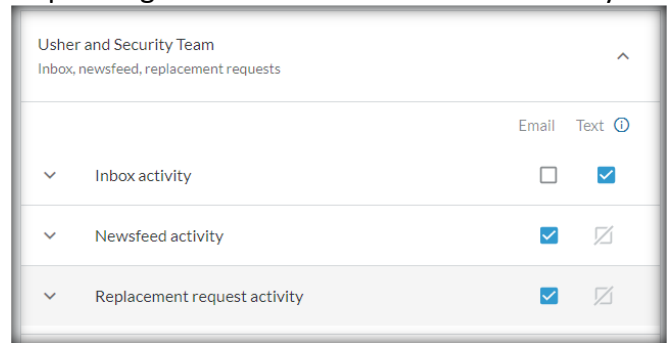 Usher and Security Team
Inbox, newsfeed, replacement requests
Email Text
Inbox activity
Newsfeed activity
Replacement request activity